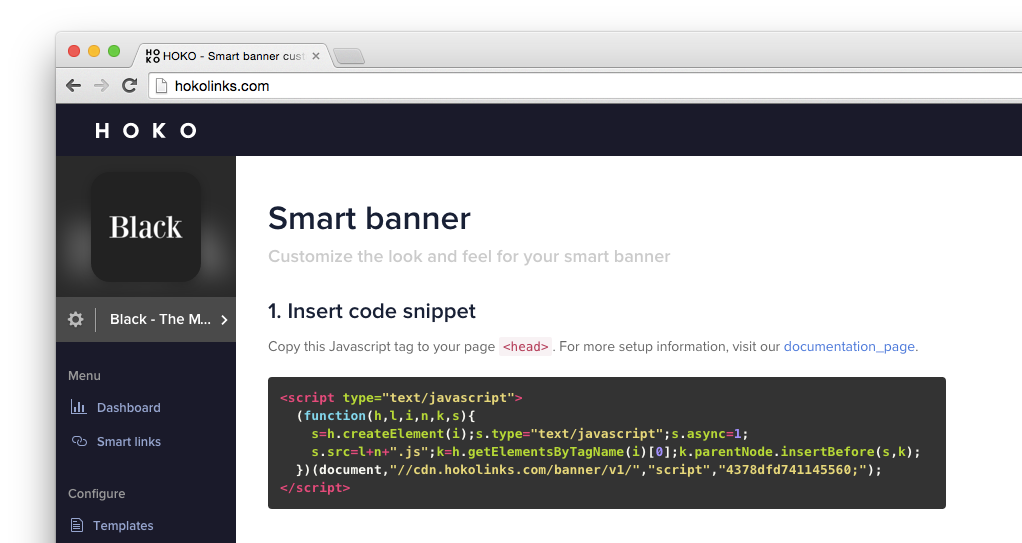 HO
KO HOKO - Smart banner cust
hokolinks.com
HOKO
Black
Black - The M...
Menu
Dashboard
Smart links
Configure
Templates
Smart banner
Customize the look and feel for your smart banner
1. Insert code snippet
Copy this Javascript tag to your page <head>. For more setup information, visit our documentation_page.
<script type="text/javascript">
(function(h,l,i,n,k,s){
s=h.createElement(i);s.type="text/javascript";s.async=1;
s.src=l+n+".js";k=h.getElementsByTagName(i)[0];k.parentNode.insertBefore(s,k);
})(document,"//cdn.hokolinks.com/banner/v1/","script","4378dfd741145560;");
</script>